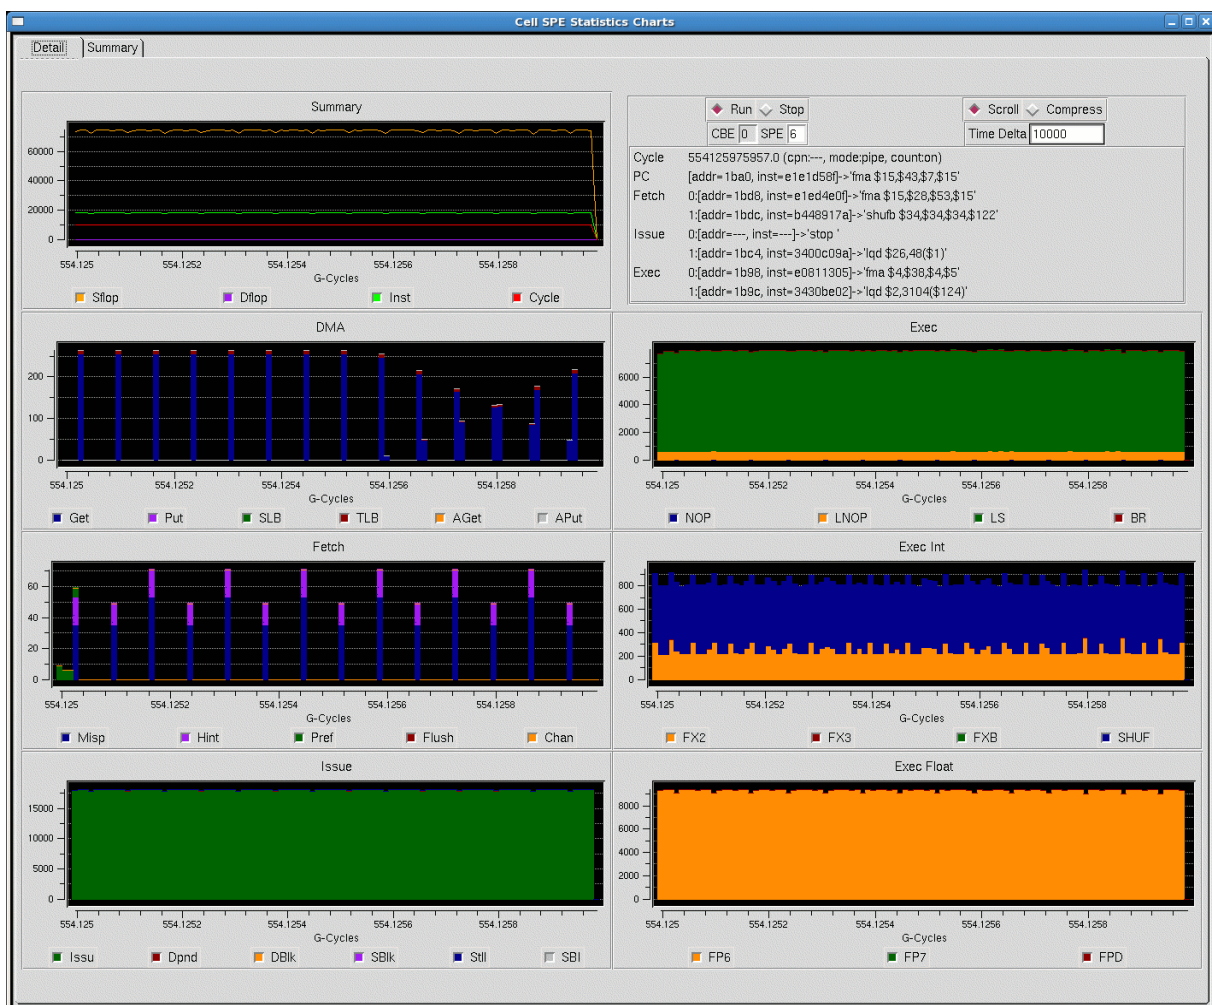 Cell SPE Statistics Charts
Detail Summary
Summary
60000
40000
20000
0
554.125 554.1252 554.1254 554.1256 554.1258
G-Cycles
Sflop Dflop Inst Cycle
Run Stop Scroll Compress
CBE 0 SPE 6 Time Delta 10000
Cycle 554125975957.0 (cpn:---, mode:pipe, count:on)
PC [addr=1ba0, inst=e1e1d58f]->'fma $15,$43,$7,$15'
Fetch 0:[addr=1bd8, inst=e1ed4e0f]->'fma $15,$28,$53,$15'
1:[addr=1bdc, inst=b448917a]->'shufb $34,$34,$34,$122'
Issue 0:[addr=---, inst=---]->'stop '
1:[addr=1bc4, inst=3400c09a]->'lqd $26,48($1)'
Exec 0:[addr=1b98, inst=e0811305]->'fma $4,$38,$4,$5'
1:[addr=1b9c, inst=3430be02]->'lqd $2,3104($124)'
DMA
200
100
0
554.125 554.1252 554.1254 554.1256 554.1258
G-Cycles
Get Put SLB TLB AGet APut
Exec
6000
4000
2000
0
554.125 554.1252 554.1254 554.1256 554.1258
G-Cycles
NOP LNOP LS BR
Fetch
60
40
20
0
554.125 554.1252 554.1254 554.1256 554.1258
G-Cycles
Misp Hint Pref Flush Chan
Exec Int
800
600
400
200
0
554.125 554.1252 554.1254 554.1256 554.1258
G-Cycles
FX2 FX3 FXB SHUF
Issue
15000
10000
5000
0
554.125 554.1252 554.1254 554.1256 554.1258
G-Cycles
Issu Dpnd DBlk SBlk Stll SBI
Exec Float
8000
6000
4000
2000
0
554.125 554.1252 554.1254 554.1256 554.1258
G-Cycles
FP6 FP7 FPD